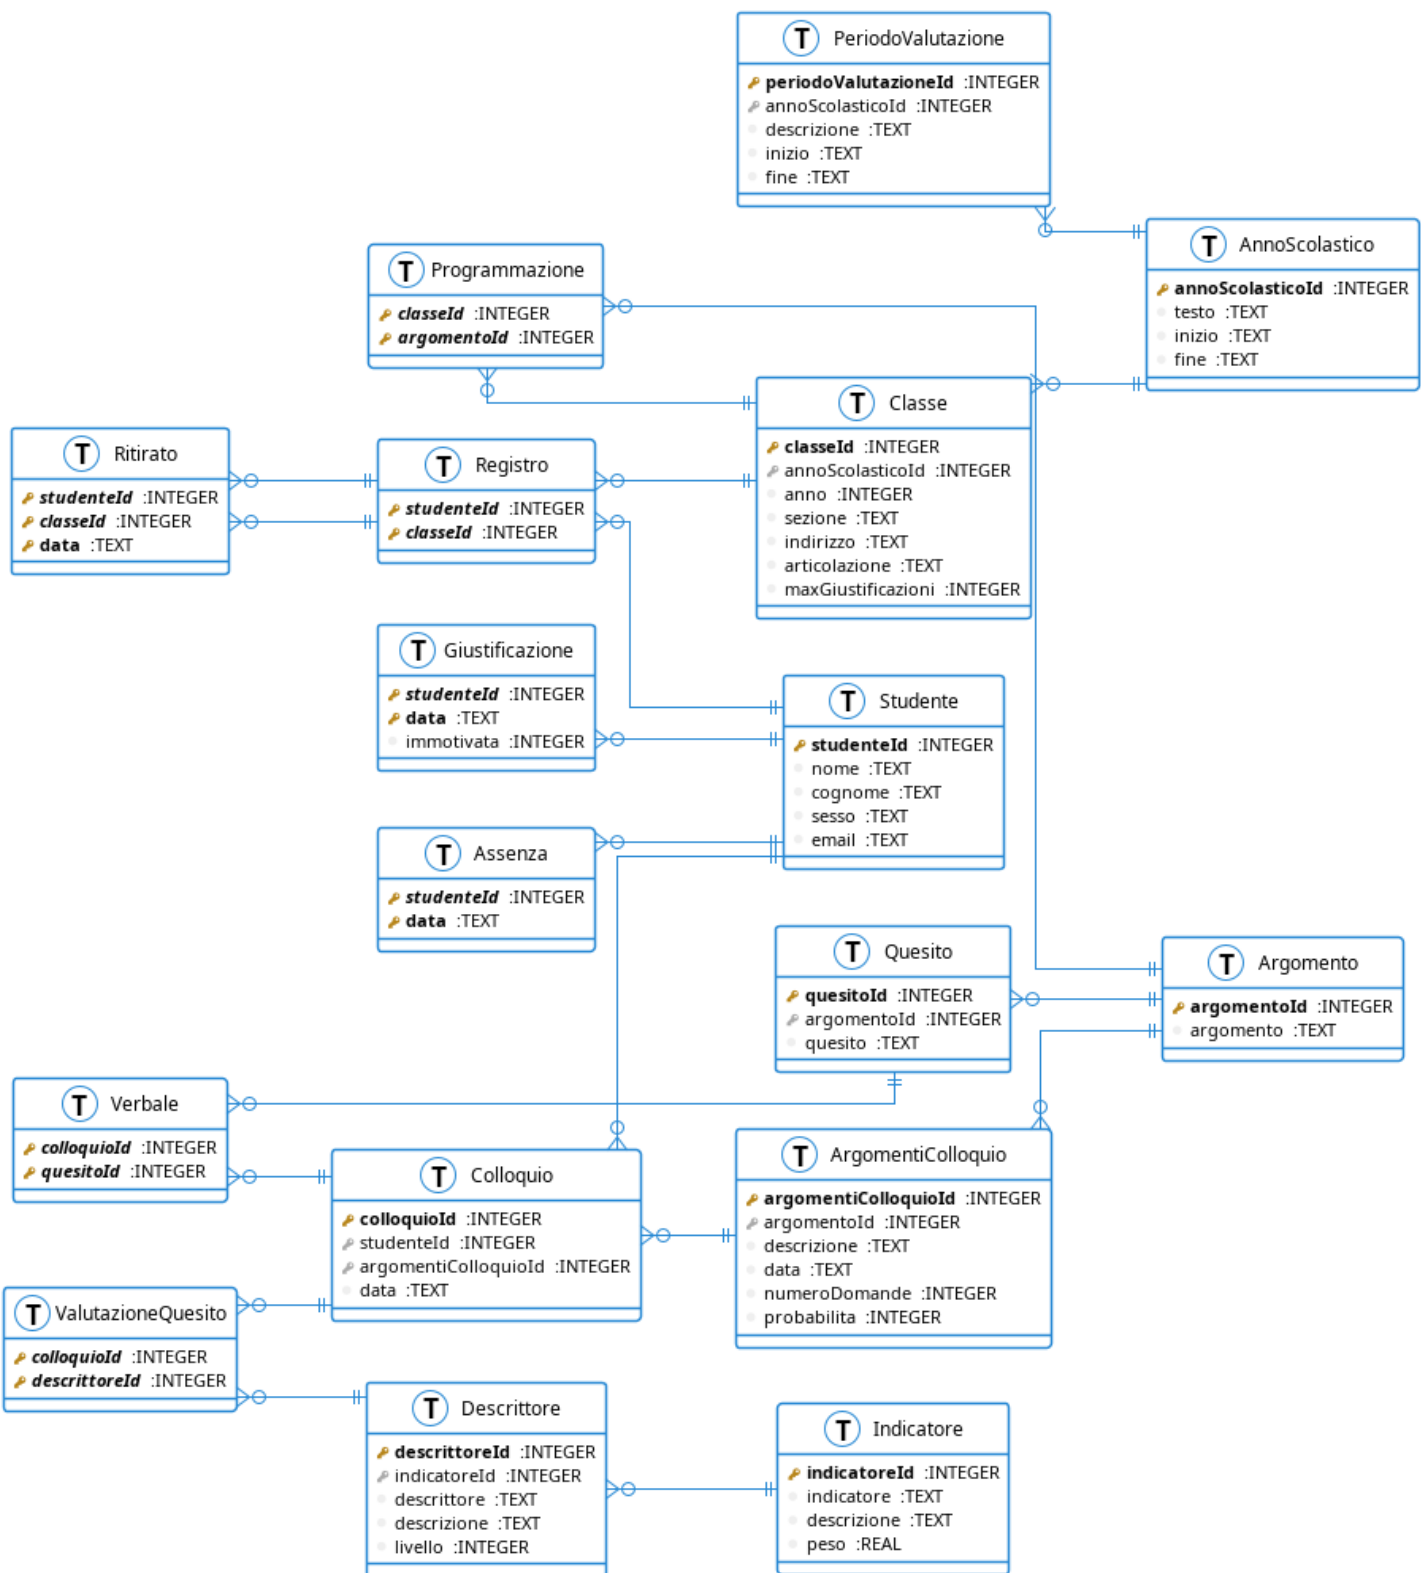 T PeriodoValutazione
periodoValutazioneId :INTEGER
annoScolasticoId :INTEGER
descrizione :TEXT
inizio :TEXT
fine :TEXT
T AnnoScolastico
annoScolasticoId :INTEGER
testo :TEXT
inizio :TEXT
fine :TEXT
T Programmazione
classeId :INTEGER
argomentoId :INTEGER
T Classe
classeId :INTEGER
annoScolasticoId :INTEGER
anno :INTEGER
sezione :TEXT
indirizzo :TEXT
articolazione :TEXT
maxGiustificazioni :INTEGER
T Ritirato
studenteId :INTEGER
classeId :INTEGER
data :TEXT
T Registro
studenteId :INTEGER
classeId :INTEGER
T Giustificazione
studenteId :INTEGER
data :TEXT
immotivata :INTEGER
T Studente
studenteId :INTEGER
nome :TEXT
cognome :TEXT
sesso :TEXT
email :TEXT
T Assenza
studenteId :INTEGER
data :TEXT
T Quesito
quesitoId :INTEGER
argomentoId :INTEGER
quesito :TEXT
T Argomento
argomentoId :INTEGER
argomento :TEXT
T Verbale
colloquioId :INTEGER
quesitoId :INTEGER
T Colloquio
colloquioId :INTEGER
studenteId :INTEGER
argomentiColloquioId :INTEGER
data :TEXT
T ArgomentiColloquio
argomentiColloquioId :INTEGER
argomentoId :INTEGER
descrizione :TEXT
data :TEXT
numeroDomande :INTEGER
probabilita :INTEGER
T ValutazioneQuesito
colloquioId :INTEGER
descrittoreId :INTEGER
T Descrittore
descrittoreId :INTEGER
indicatoreId :INTEGER
descrittore :TEXT
descrizione :TEXT
livello :INTEGER
T Indicatore
indicatoreId :INTEGER
indicatore :TEXT
descrizione :TEXT
peso :REAL